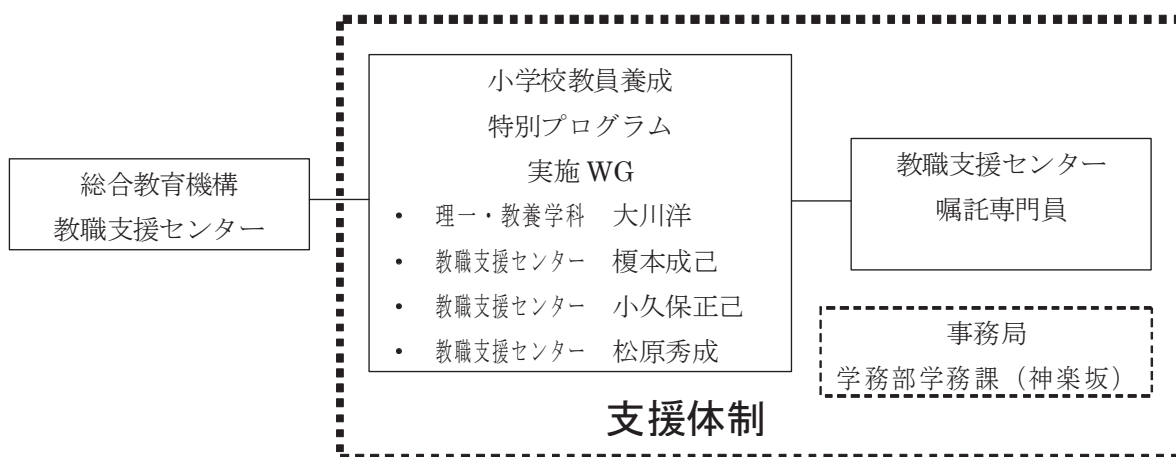 総合教育機構
教職支援センター
小学校教員養成
特別プログラム
実施 WG
• 理一・教養学科 大川洋
• 教職支援センター 榎本成己
• 教職支援センター 小久保正己
• 教職支援センター 松原秀成
教職支援センター
嘱託専門員
事務局
学務部学務課（神楽坂）
支援体制